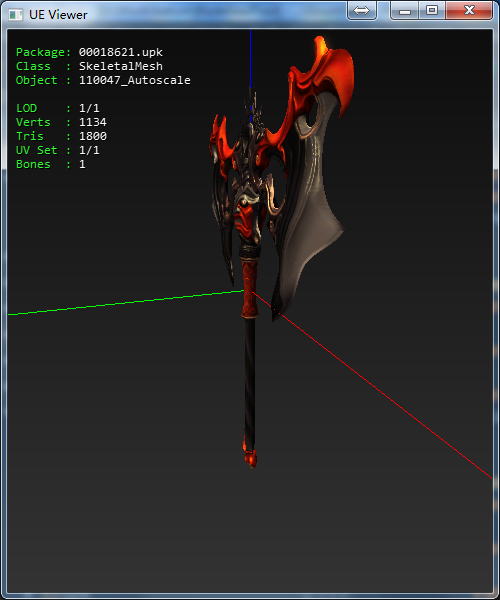 UE Viewer
Package: 00018621.upk
Class  : SkeletalMesh
Object : 110047_Autoscale
LOD    : 1/1
Verts  : 1134
Tris   : 1800
UV Set : 1/1
Bones  : 1